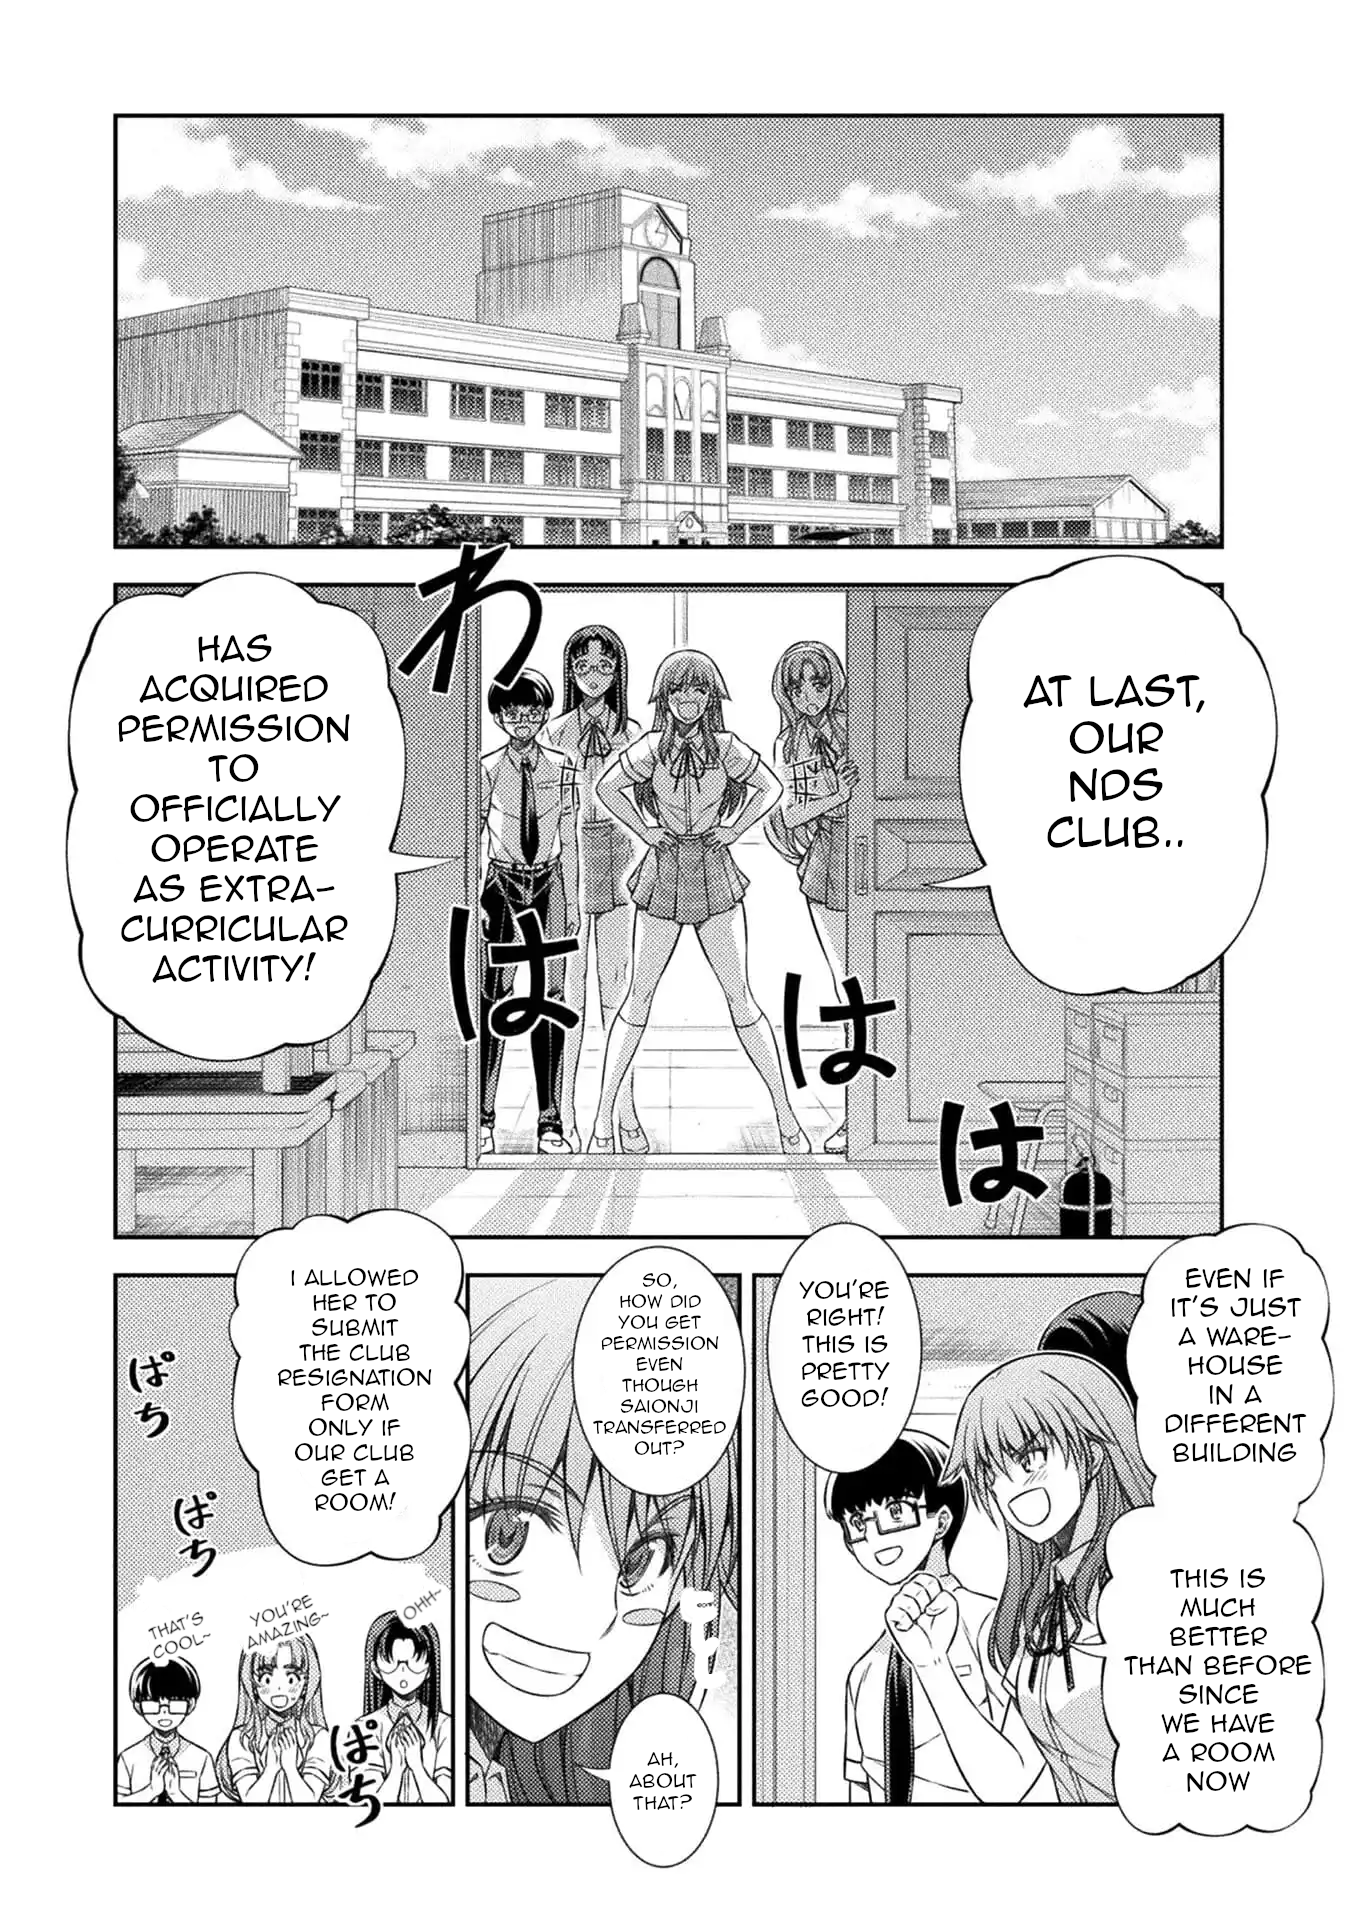 AT LAST,
OUR
NDS
CLUB..
HAS
ACQUIRED
PERMISSION
TO
OFFICIALLY
OPERATE
AS EXTRA-
CURRICULAR
ACTIVITY!
わ
は
は
は
EVEN IF
IT'S JUST
A WARE-
HOUSE
IN A
DIFFERENT
BUILDING
THIS IS
MUCH
BETTER
THAN BEFORE
SINCE
WE HAVE
A ROOM
NOW
YOU'RE
RIGHT!
THIS IS
PRETTY
GOOD!
SO,
HOW DID
YOU GET
PERMISSION
EVEN
THOUGH
SAIONJI
TRANSFERRED
OUT?
AH,
ABOUT
THAT?
I ALLOWED
HER TO
SUBMIT
THE CLUB
RESIGNATION
FORM
ONLY IF
OUR CLUB
GET A
ROOM!
ぱち
ぱち
ぱち
OHH~
YOU'RE
AMAZING~
THAT'S
COOL~